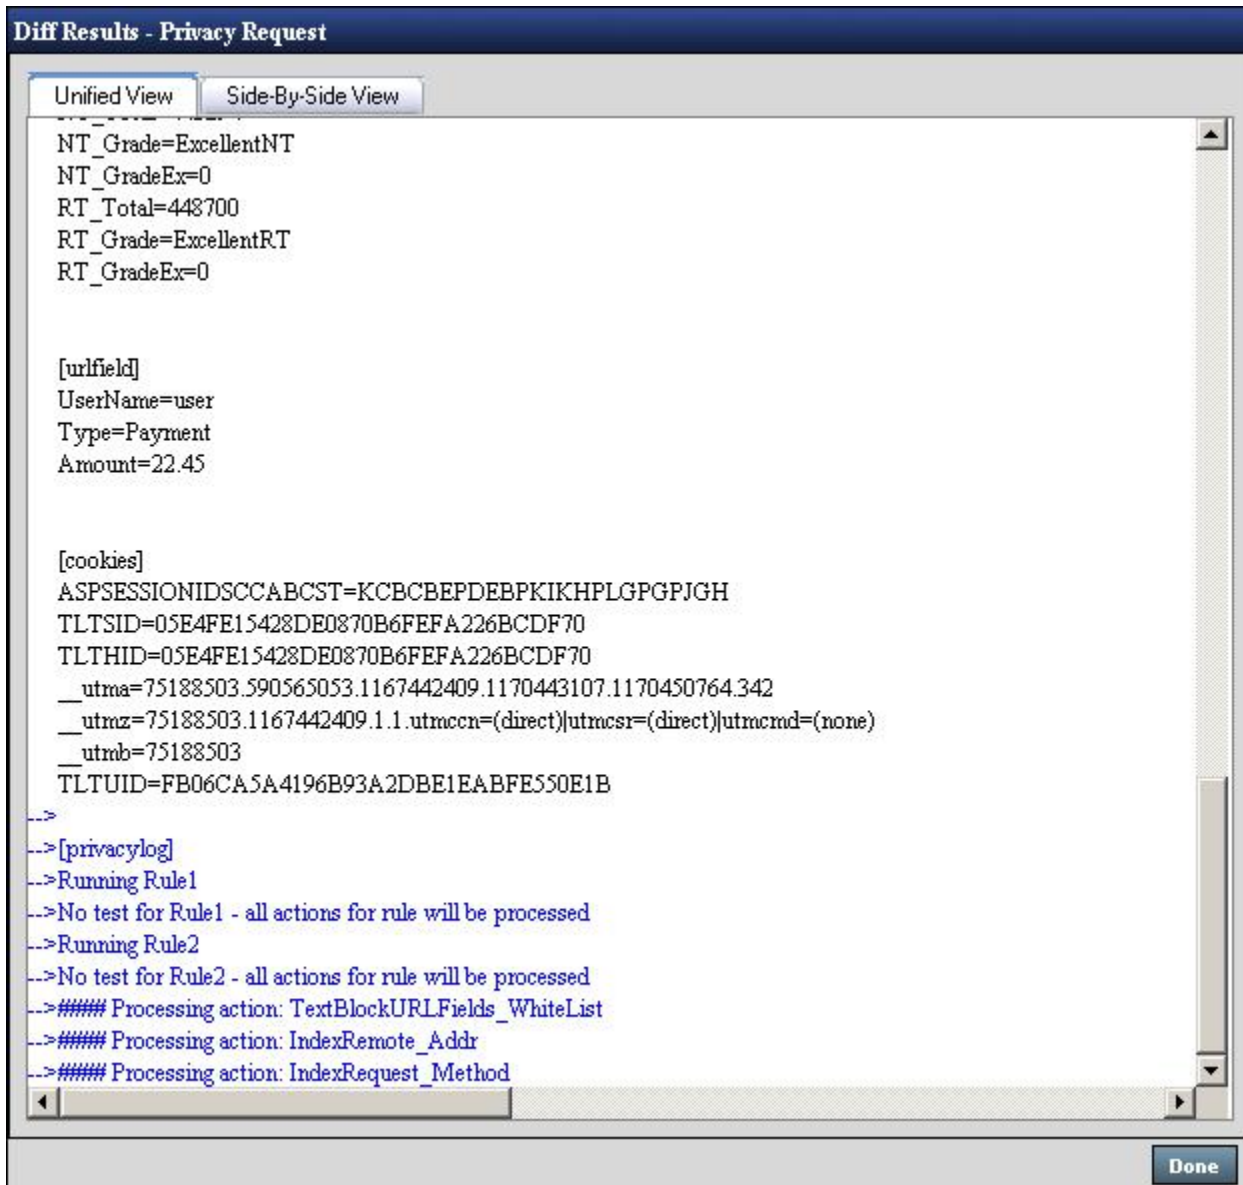 Diff Results - Privacy Request
Unified View
Side-By-Side View
NT_Grade=ExcellentNT
NT_GradeEx=0
RT_Total=448700
RT_Grade=ExcellentRT
RT_GradeEx=0
[urlfield]
UserName=user
Type=Payment
Amount=22.45
[cookies]
ASPSESSIONIDSCCABCST=KCBCBEPDEBPKIKHPLGPGPJGH
TLTSID=05E4FE15428DE0870B6FEFA226BCDF70
TLTHID=05E4FE15428DE0870B6FEFA226BCDF70
__utma=75188503.590565053.1167442409.1170443107.1170450764.342
__utmz=75188503.1167442409.1.1.utmccn=(direct)|utmcsr=(direct)|utmcmd=(none)
__utmb=75188503
TLTUID=FB06CA5A4196B93A2DBE1EABFE550E1B
-->
-->[privacylog]
-->Running Rule1
-->No test for Rule1 - all actions for rule will be processed
-->Running Rule2
-->No test for Rule2 - all actions for rule will be processed
-->#### Processing action: TextBlockURLFields_WhiteList
-->#### Processing action: IndexRemote_Addr
-->#### Processing action: IndexRequest_Method
Done